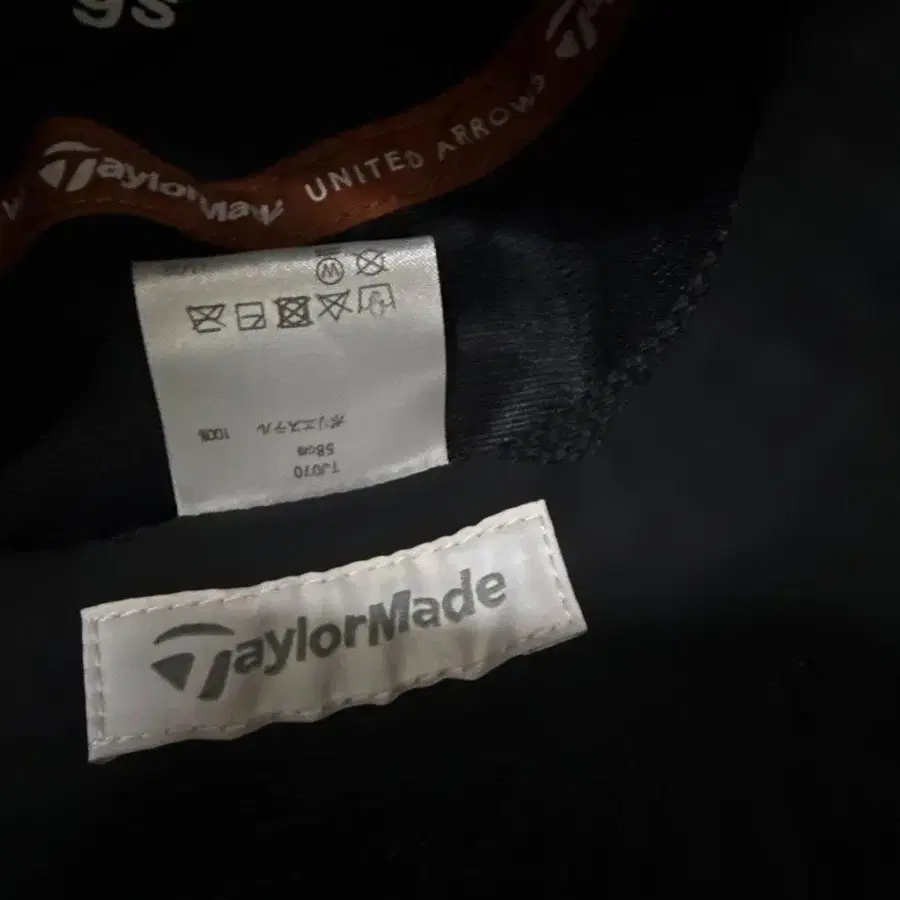 gs
TaylorMade
UNITED ARROWS
W
TJ070
58cm
ポリエステル 100%
TaylorMade